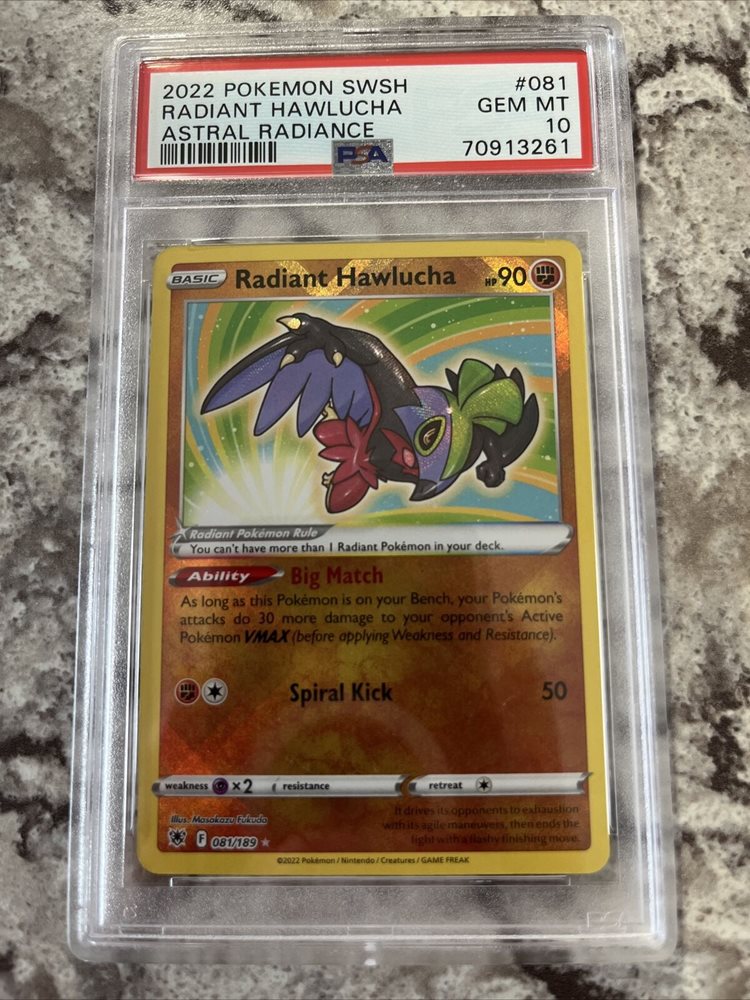 2022 POKEMON SWSH #081
RADIANT HAWLUCHA GEM MT
ASTRAL RADIANCE 10
PSA 70913261
BASIC Radiant Hawlucha HP 90
Radiant Pokémon Rule
You can't have more than 1 Radiant Pokémon in your deck.
Ability Big Match
As long as this Pokémon is on your Bench, your Pokémon's
attacks do 30 more damage to your opponent's Active
Pokémon VMAX (before applying Weakness and Resistance).
Spiral Kick 50
weakness ×2 resistance retreat
It drives its opponents to exhaustion
with its agile maneuvers, then ends the
fight with a flashy finishing move.
Illus. Masakazu Fukuda
F 081/189
©2022 Pokémon / Nintendo / Creatures / GAME FREAK